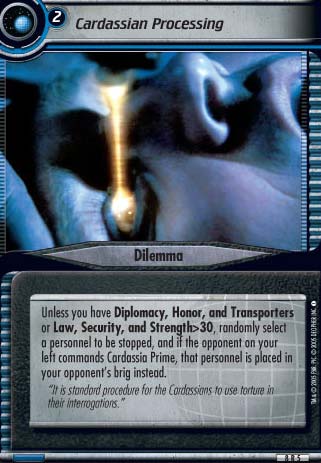 2
Cardassian Processing
Dilemma
Unless you have Diplomacy, Honor, and Transporters
or Law, Security, and Strength>30, randomly select
a personnel to be stopped, and if the opponent on your
left commands Cardassia Prime, that personnel is placed in
your opponent's brig instead.
"It is standard procedure for the Cardassians to use torture in
their interrogations."